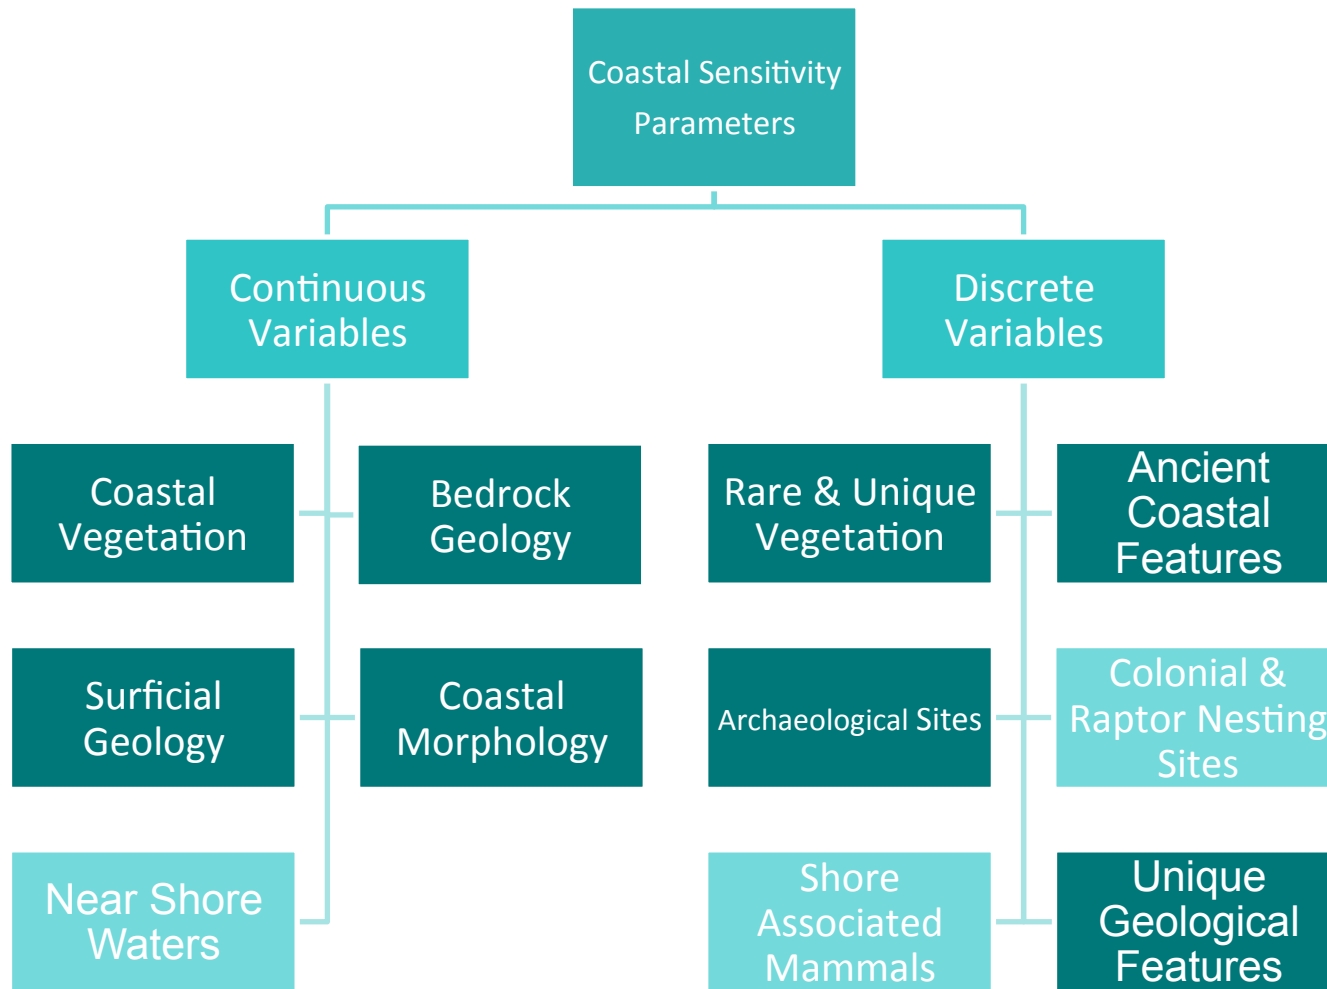 Coastal Sensitivity
Parameters
Continuous
Variables
Discrete
Variables
Coastal
Vegetation
Bedrock
Geology
Rare & Unique
Vegetation
Ancient
Coastal
Features
Surficial
Geology
Coastal
Morphology
Archaeological Sites
Colonial &
Raptor Nesting
Sites
Near Shore
Waters
Shore
Associated
Mammals
Unique
Geological
Features